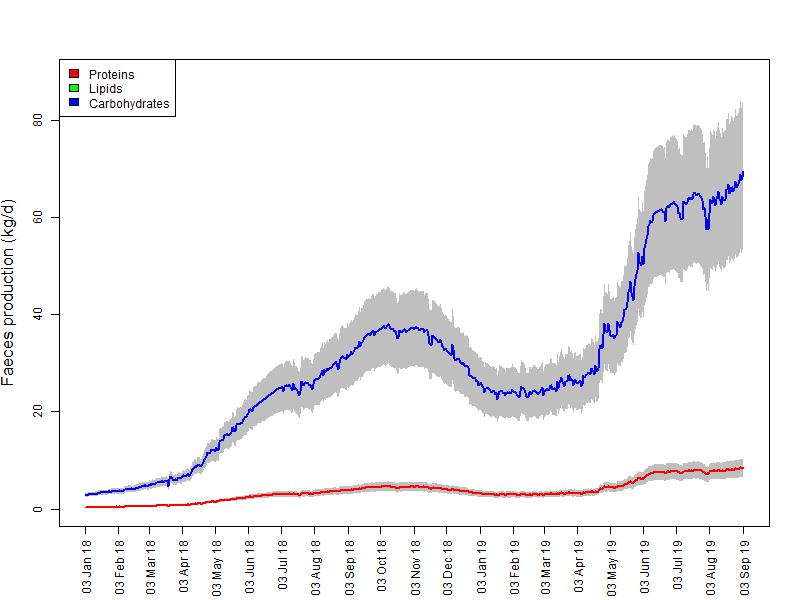 Proteins
Lipids
Carbohydrates
Faeces production (kg/d)
80
60
40
20
0
03 Jan 18
03 Feb 18
03 Mar 18
03 Apr 18
03 May 18
03 Jun 18
03 Jul 18
03 Aug 18
03 Sep 18
03 Oct 18
03 Nov 18
03 Dec 18
03 Jan 19
03 Feb 19
03 Mar 19
03 Apr 19
03 May 19
03 Jun 19
03 Jul 19
03 Aug 19
03 Sep 19